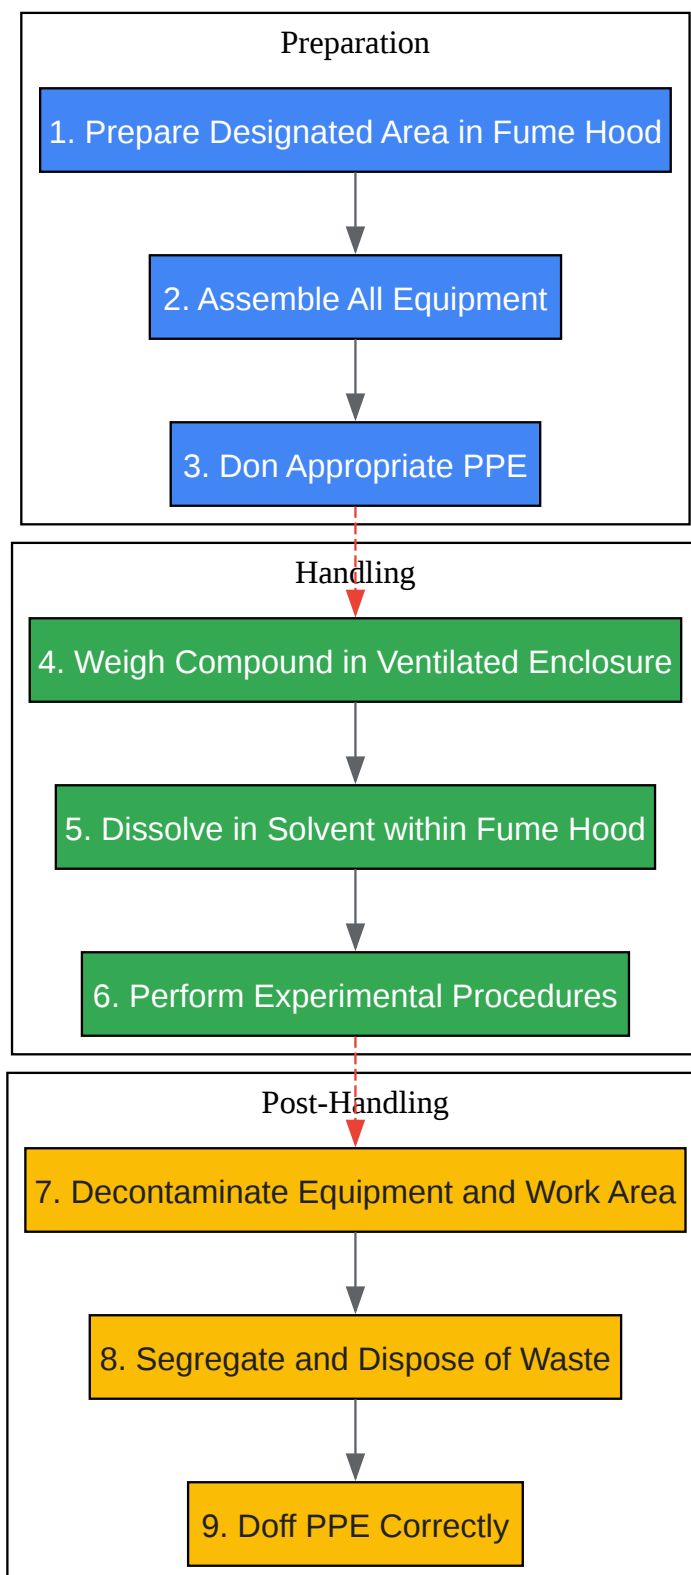 Preparation
1. Prepare Designated Area in Fume Hood
2. Assemble All Equipment
3. Don Appropriate PPE
Handling
4. Weigh Compound in Ventilated Enclosure
5. Dissolve in Solvent within Fume Hood
6. Perform Experimental Procedures
Post-Handling
7. Decontaminate Equipment and Work Area
8. Segregate and Dispose of Waste
9. Doff PPE Correctly